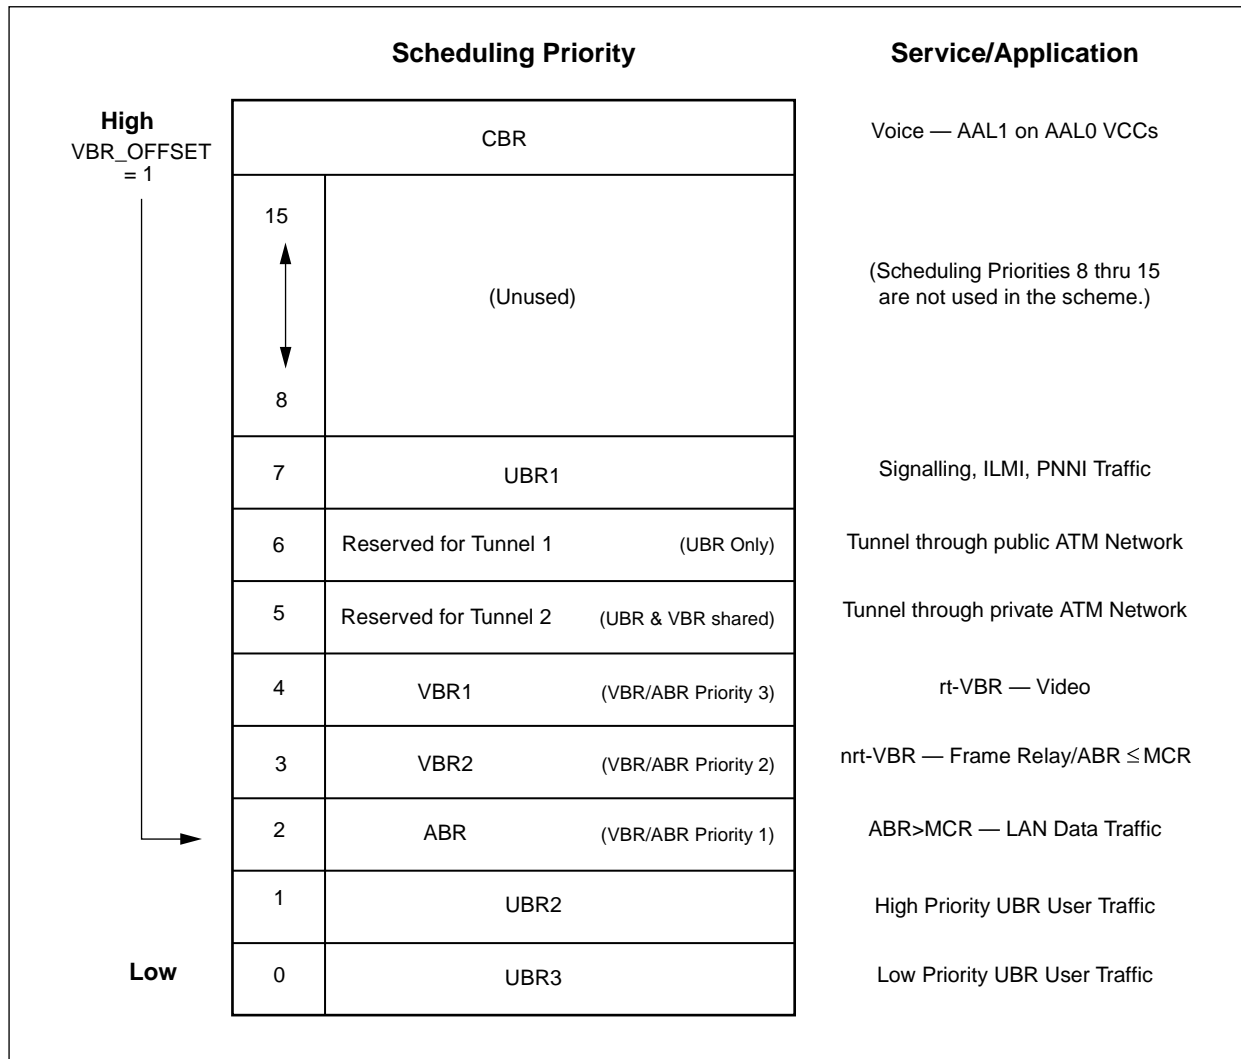 Scheduling Priority Service/Application
High
VBR_OFFSET
= 1
CBR Voice — AAL1 on AAL0 VCCs
15
(Unused)
8
(Scheduling Priorities 8 thru 15
are not used in the scheme.)
7 UBR1 Signalling, ILMI, PNNI Traffic
6 Reserved for Tunnel 1 (UBR Only) Tunnel through public ATM Network
5 Reserved for Tunnel 2 (UBR & VBR shared) Tunnel through private ATM Network
4 VBR1 (VBR/ABR Priority 3) rt-VBR — Video
3 VBR2 (VBR/ABR Priority 2) nrt-VBR — Frame Relay/ABR ≤ MCR
2 ABR (VBR/ABR Priority 1) ABR>MCR — LAN Data Traffic
1 UBR2 High Priority UBR User Traffic
Low 0 UBR3 Low Priority UBR User Traffic